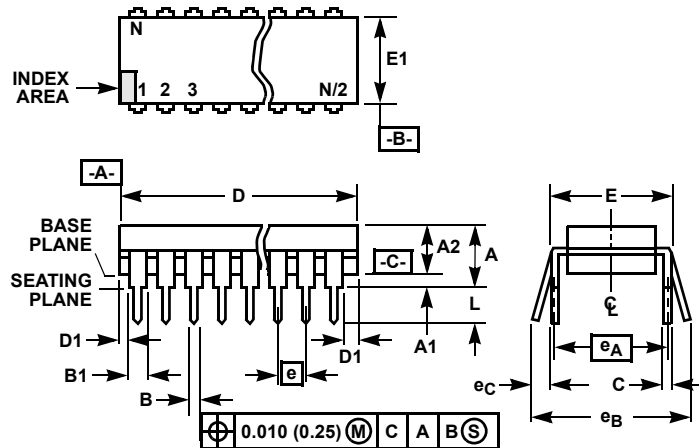 N
E1
INDEX
AREA
1 2 3 N/2
-B-
-A-
D
E
BASE
PLANE
A2
A
-C-
SEATING
PLANE
L
CL
D1
A1
D1
eA
B1
e
eC
C
B
eB
0.010 (0.25) Ⓜ C A B Ⓢ